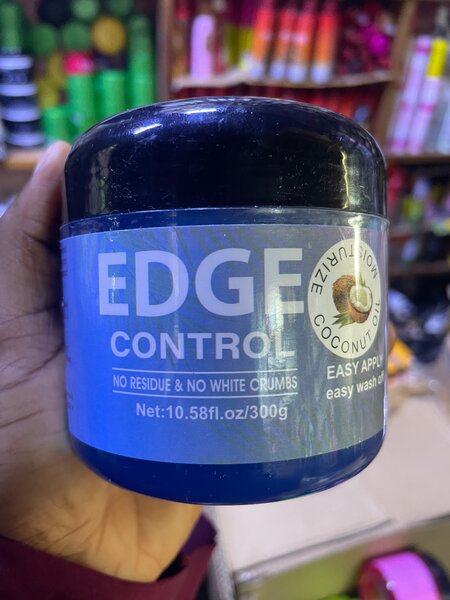 EDGE
CONTROL
NO RESIDUE & NO WHITE CRUMBS
Net:10.58fl.oz/300g
MOISTURIZE
COCONUT OIL
EASY APPLY
easy wash off